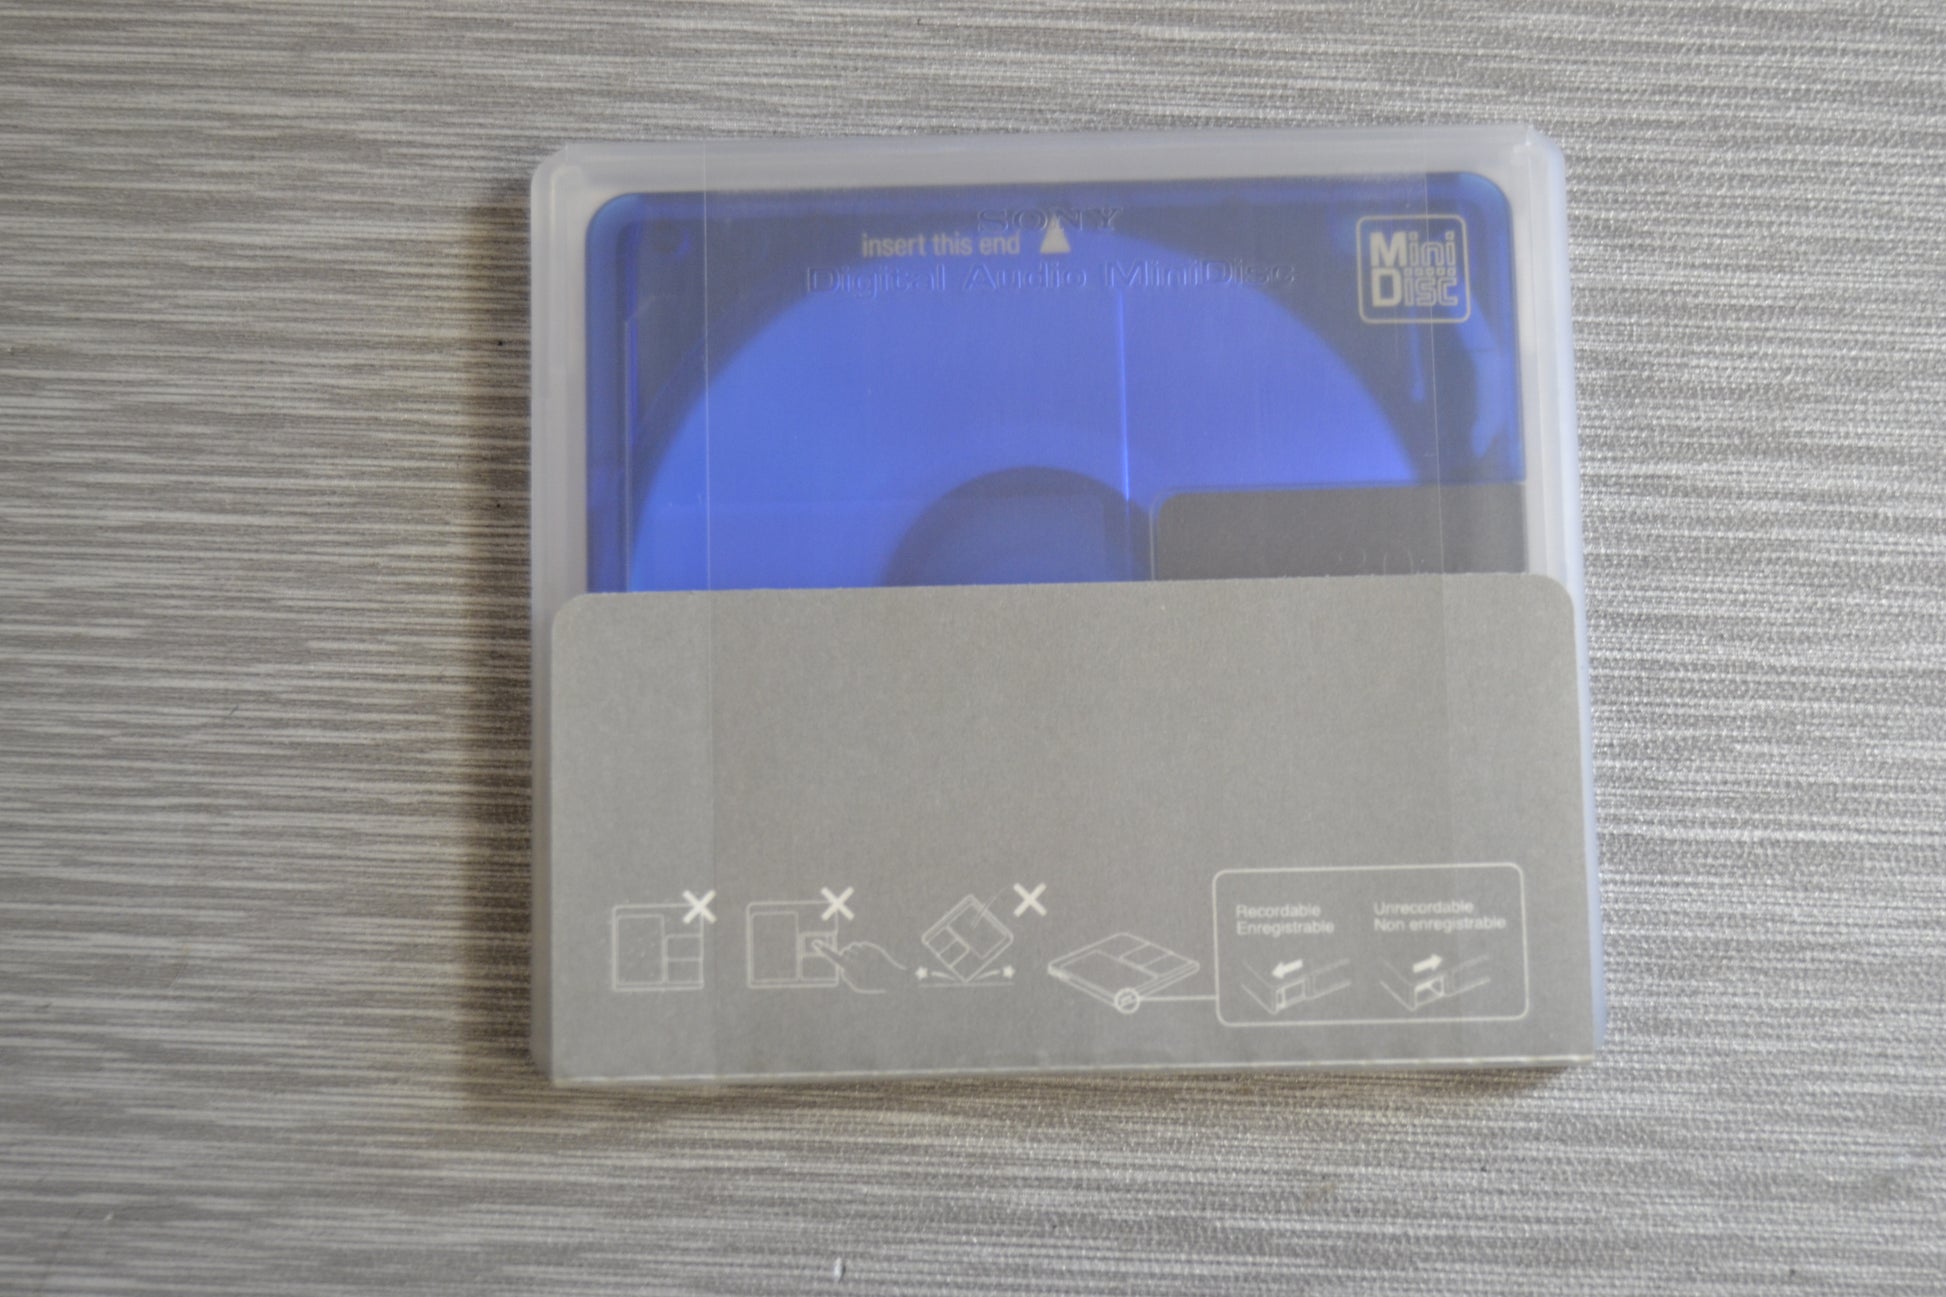 SONY
insert this end
Digital Audio MiniDisc
Mini
Disc
Recordable
Enregistrable
Unrecordable
Non enregistrable